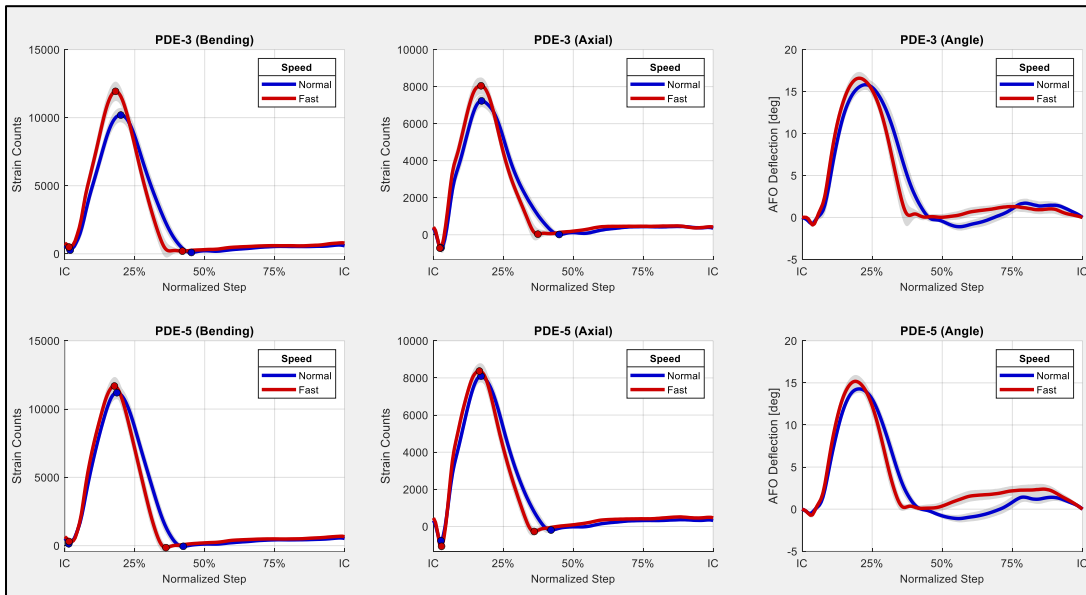 PDE-3 (Bending)
15000
10000
5000
0
Strain Counts
Speed
Normal
Fast
IC
25%
50%
75%
IC
Normalized Step
PDE-3 (Axial)
10000
8000
6000
4000
2000
0
Strain Counts
Speed
Normal
Fast
IC
25%
50%
75%
IC
Normalized Step
PDE-3 (Angle)
20
15
10
5
0
-5
AFO Deflection [deg]
Speed
Normal
Fast
IC
25%
50%
75%
IC
Normalized Step
PDE-5 (Bending)
15000
10000
5000
0
Strain Counts
Speed
Normal
Fast
IC
25%
50%
75%
IC
Normalized Step
PDE-5 (Axial)
10000
8000
6000
4000
2000
0
Strain Counts
Speed
Normal
Fast
IC
25%
50%
75%
IC
Normalized Step
PDE-5 (Angle)
20
15
10
5
0
-5
AFO Deflection [deg]
Speed
Normal
Fast
IC
25%
50%
75%
IC
Normalized Step